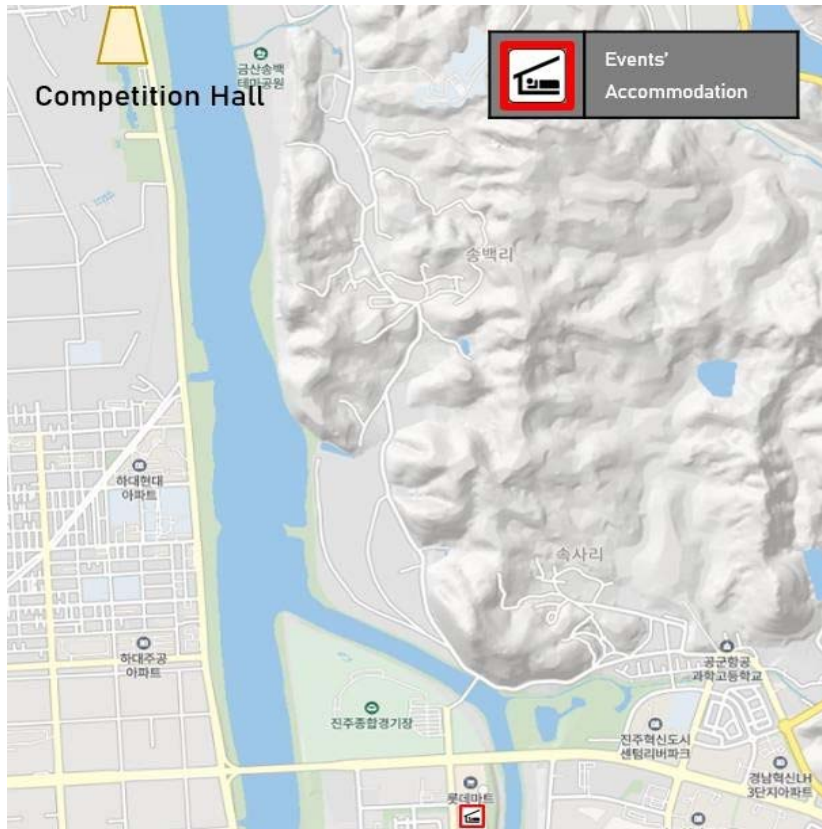 금산송백
테마공원
Events'
Accommodation
Competition Hall
송백리
하대현대
아파트
속사리
하대주공
아파트
공군항공
과학고등학교
진주종합경기장
진주혁신도시
센텀리버파크
경남혁신LH
3단지아파트
롯데마트